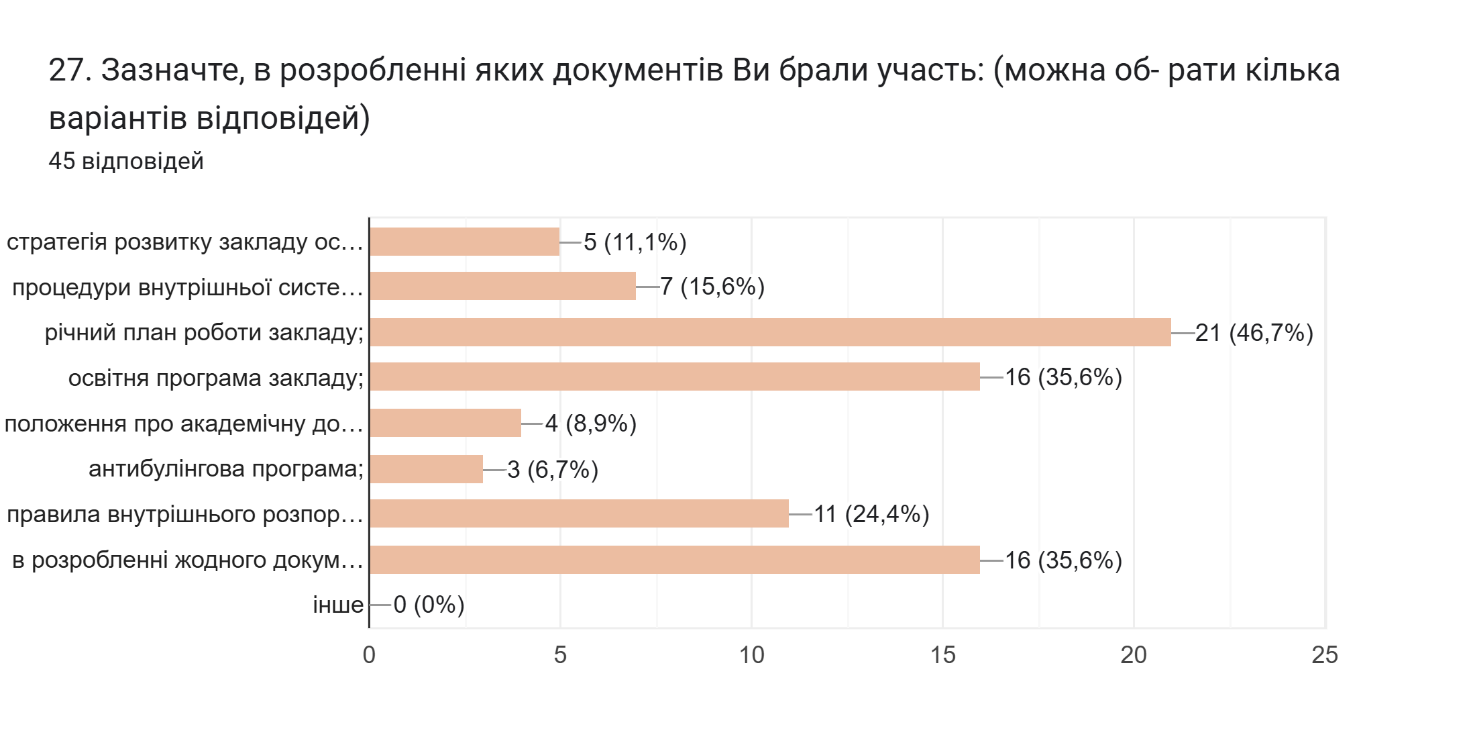 27. Зазначте, в розробленні яких документів Ви брали участь: (можна об- рати кілька
варіантів відповідей)
45 відповідей
стратегія розвитку закладу ос… 5 (11,1%)
процедури внутрішньої систе… 7 (15,6%)
річний план роботи закладу; 21 (46,7%)
освітня програма закладу; 16 (35,6%)
положення про академічну до… 4 (8,9%)
антибулінгова програма; 3 (6,7%)
правила внутрішнього розпор… 11 (24,4%)
в розробленні жодного докум… 16 (35,6%)
інше 0 (0%)
0 5 10 15 20 25